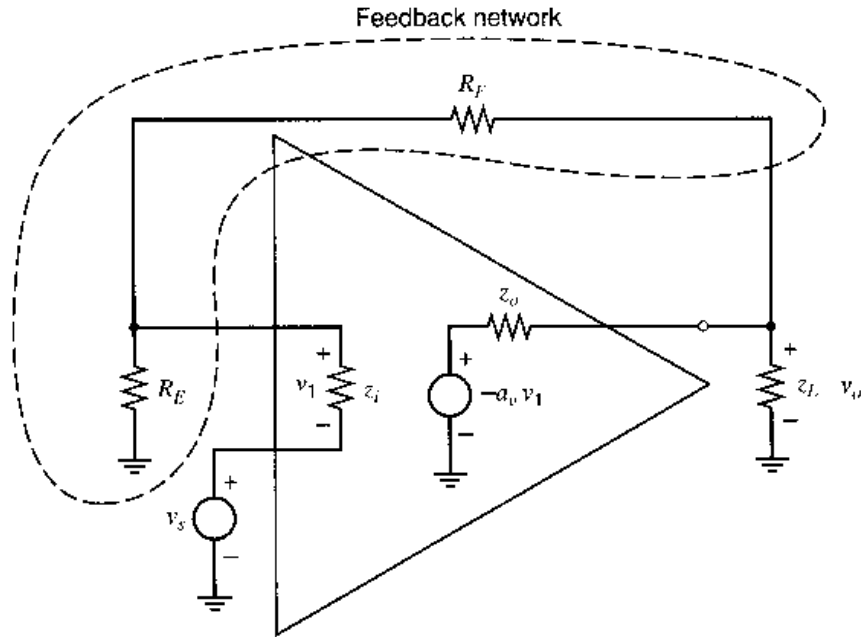 Feedback network
R_F
z_o
+
+
+
R_E
v_1
z_i
−a_v v_1
z_L
v_o
−
−
−
+
v_s
−